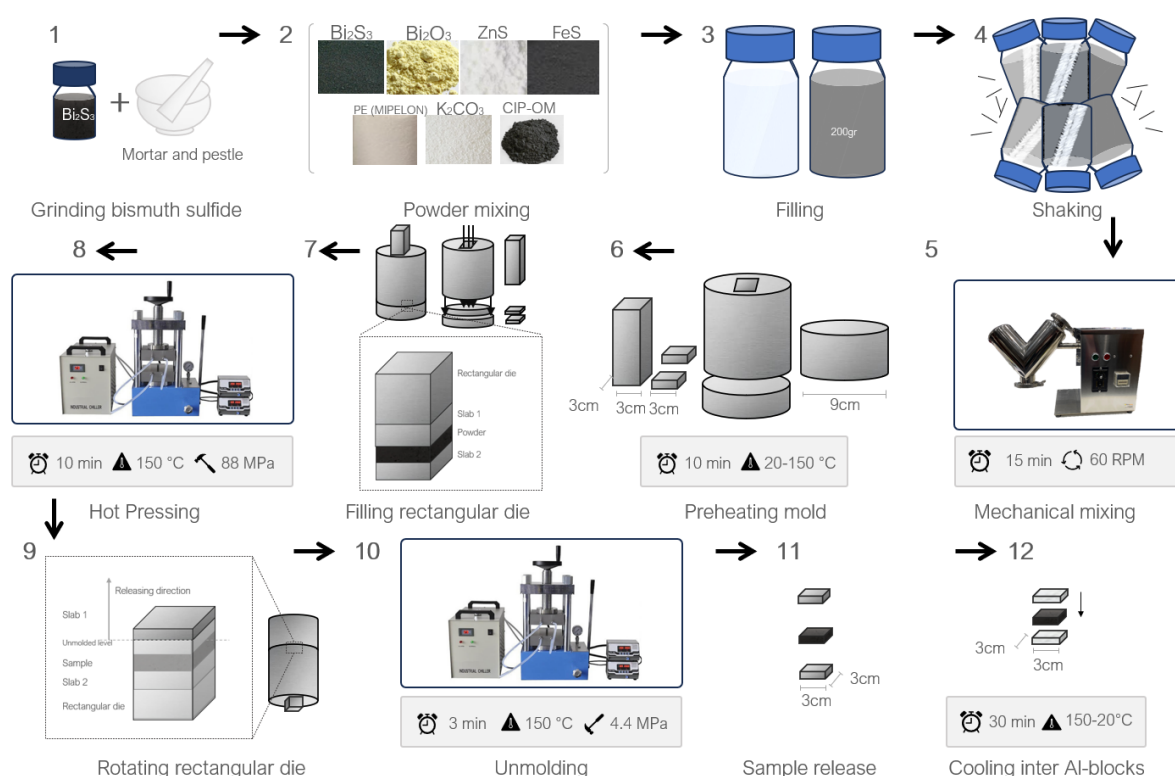 1
Bi₂S₃
+
Mortar and pestle
Grinding bismuth sulfide
2
Bi₂S₃ Bi₂O₃ ZnS FeS
PE (MIPELON) K₂CO₃ CIP-OM
Powder mixing
3
200gr
Filling
4
Shaking
5
15 min 60 RPM
Mechanical mixing
6
3cm 3cm 3cm 9cm
10 min 20-150 °C
Preheating mold
7
Rectangular die
Slab 1
Powder
Slab 2
Filling rectangular die
8
INDUSTRIAL CHILLER
10 min 150 °C 88 MPa
Hot Pressing
9
Releasing direction
Slab 1
Unmolded level
Sample
Slab 2
Rectangular die
Rotating rectangular die
10
INDUSTRIAL CHILLER
3 min 150 °C 4.4 MPa
Unmolding
11
3cm
3cm
Sample release
12
3cm
3cm
30 min 150-20°C
Cooling inter Al-blocks